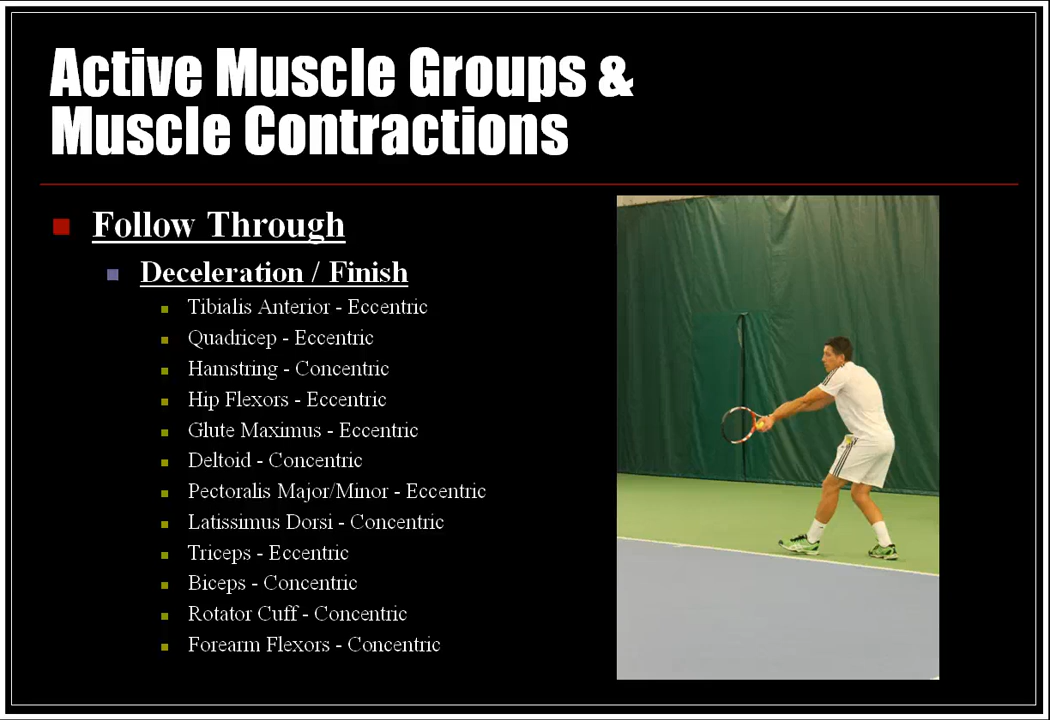 Active Muscle Groups &
Muscle Contractions
Follow Through
Deceleration / Finish
Tibialis Anterior - Eccentric
Quadricep - Eccentric
Hamstring - Concentric
Hip Flexors - Eccentric
Glute Maximus - Eccentric
Deltoid - Concentric
Pectoralis Major/Minor - Eccentric
Latissimus Dorsi - Concentric
Triceps - Eccentric
Biceps - Concentric
Rotator Cuff - Concentric
Forearm Flexors - Concentric